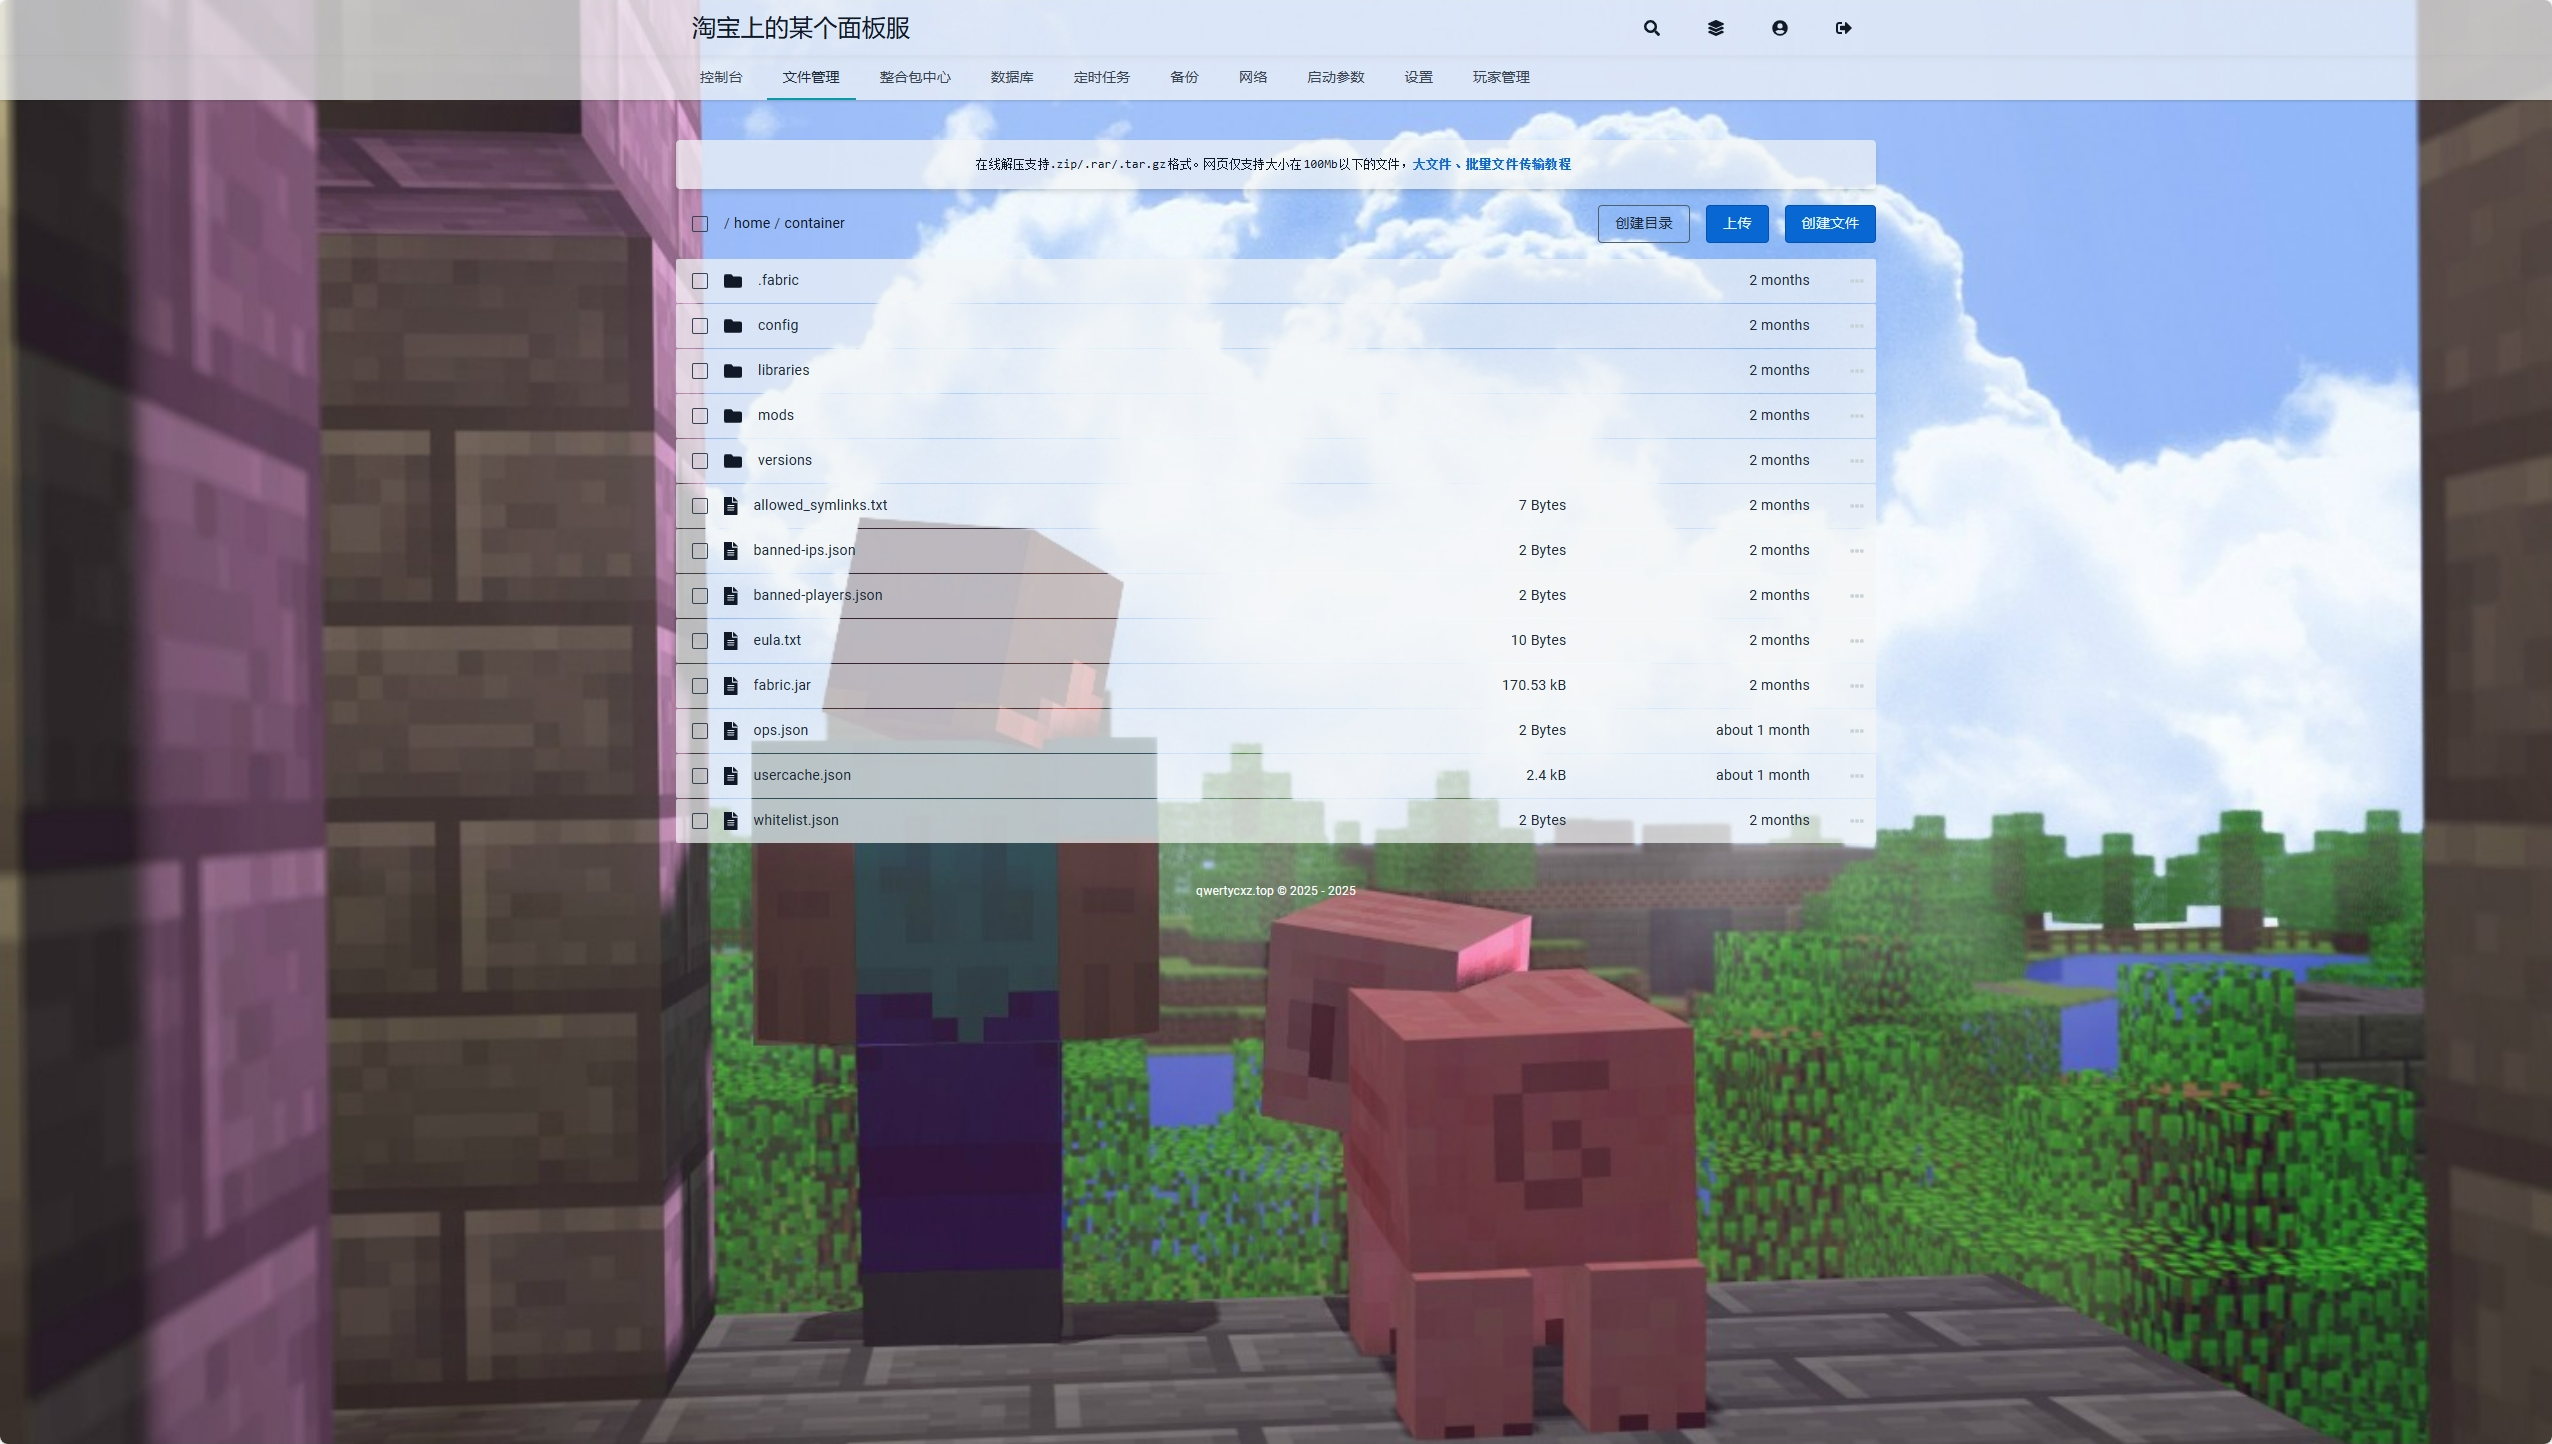 淘宝上的某个面板服
控制台 文件管理 整合包中心 数据库 定时任务 备份 网络 启动参数 设置 玩家管理
在线解压支持.zip/.rar/.tar.gz格式。网页仅支持大小在100Mb以下的文件，大文件、批量文件传输教程
/ home / container 创建目录 上传 创建文件
.fabric 2 months
config 2 months
libraries 2 months
mods 2 months
versions 2 months
allowed_symlinks.txt 7 Bytes 2 months
banned-ips.json 2 Bytes 2 months
banned-players.json 2 Bytes 2 months
eula.txt 10 Bytes 2 months
fabric.jar 170.53 kB 2 months
ops.json 2 Bytes about 1 month
usercache.json 2.4 kB about 1 month
whitelist.json 2 Bytes 2 months
qwertycxz.top © 2025 - 2025